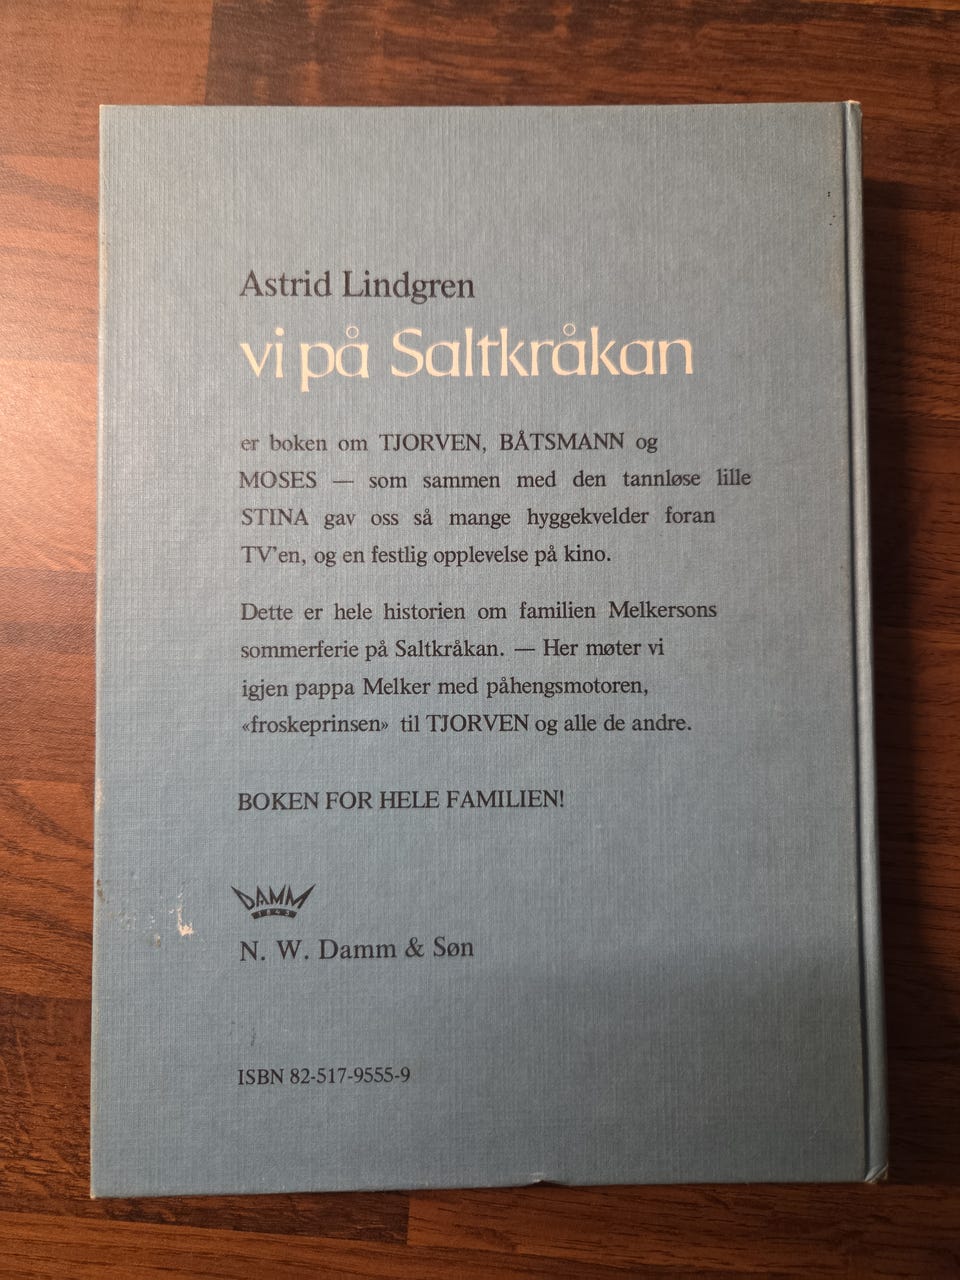 Astrid Lindgren
vi på Saltkråkan
er boken om TJORVEN, BÅTSMANN og
MOSES — som sammen med den tannløse lille
STINA gav oss så mange hyggekvelder foran
TV'en, og en festlig opplevelse på kino.
Dette er hele historien om familien Melkersons
sommerferie på Saltkråkan. — Her møter vi
igjen pappa Melker med påhengsmotoren,
«froskeprinsen» til TJORVEN og alle de andre.
BOKEN FOR HELE FAMILIEN!
DAMM
1843
N. W. Damm & Søn
ISBN 82-517-9555-9